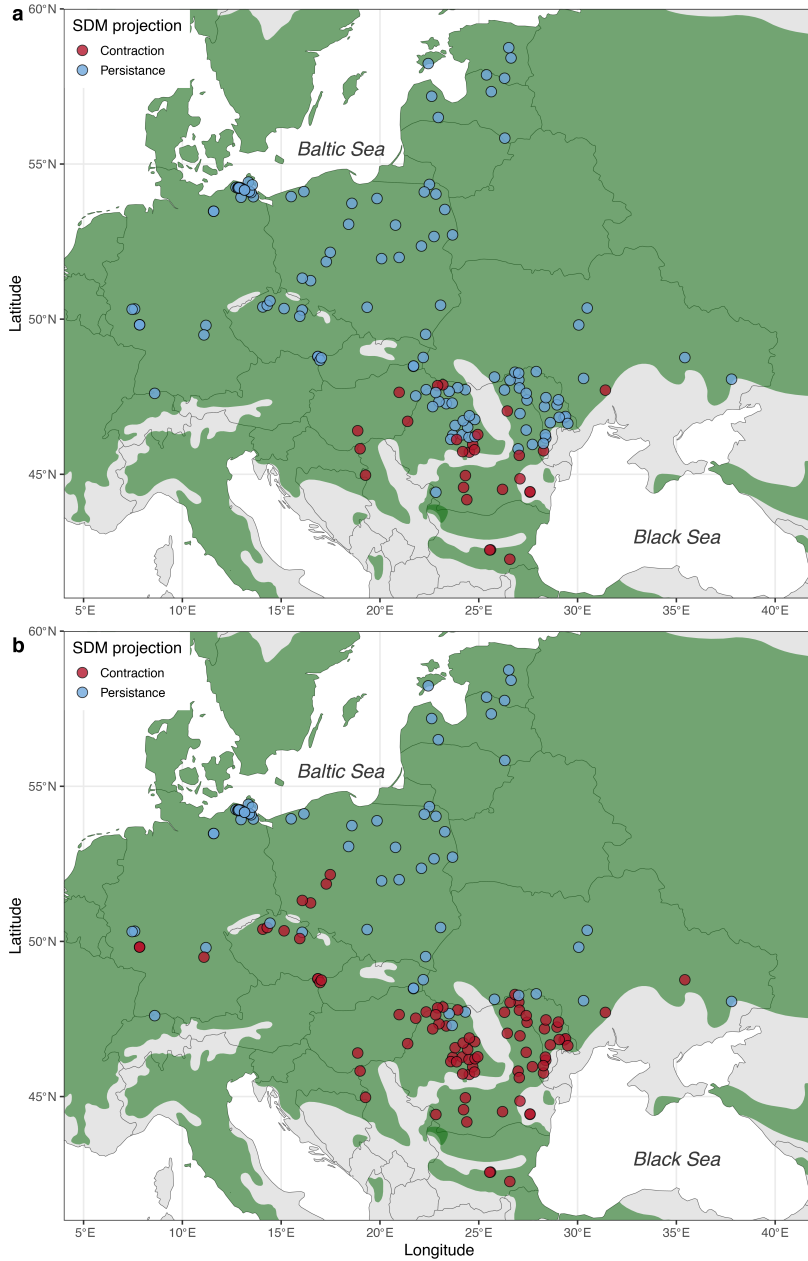 a
SDM projection
Contraction
Persistance
60°N
55°N
50°N
45°N
Latitude
Baltic Sea
Black Sea
5°E 10°E 15°E 20°E 25°E 30°E 35°E 40°E
b
SDM projection
Contraction
Persistance
60°N
55°N
50°N
45°N
Latitude
Baltic Sea
Black Sea
5°E 10°E 15°E 20°E 25°E 30°E 35°E 40°E
Longitude